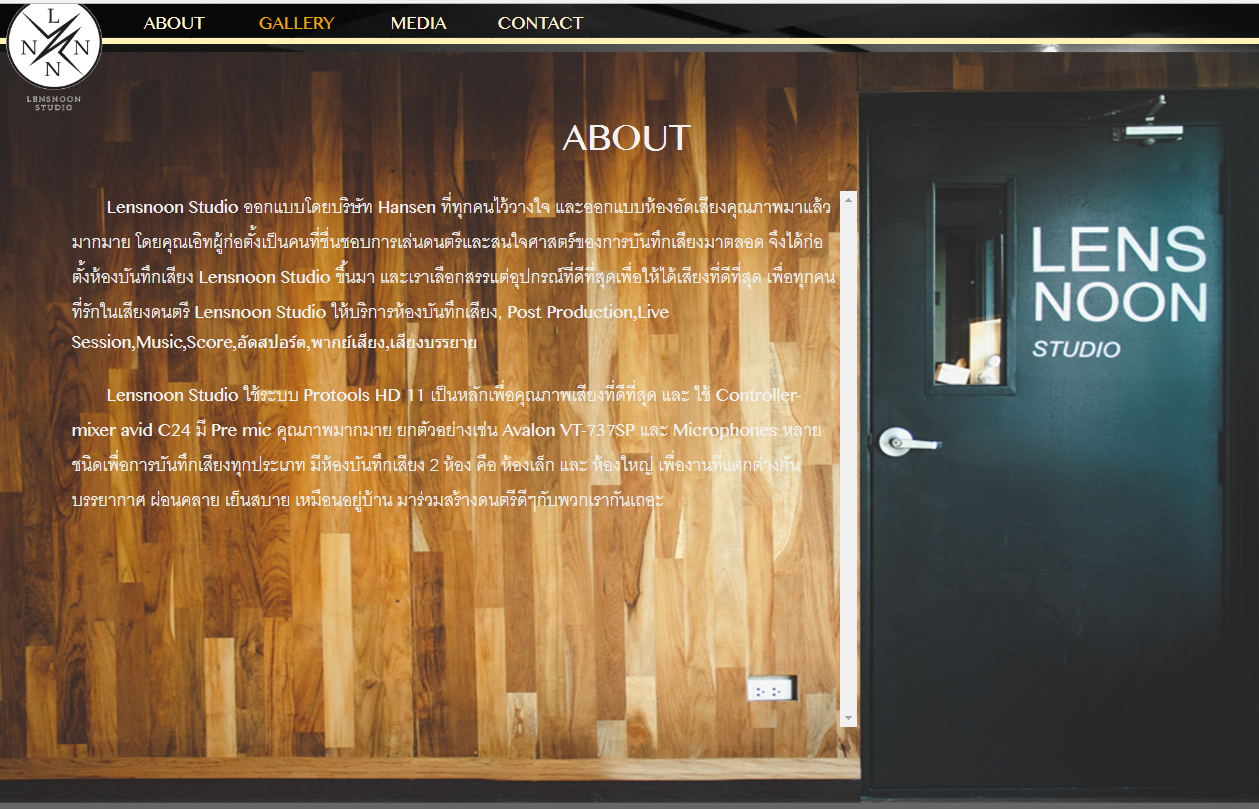 L
N N
N
LENSNOON
STUDIO
ABOUT GALLERY MEDIA CONTACT
ABOUT
Lensnoon Studio ออกแบบโดยบริษัท Hansen ที่ทุกคนไว้วางใจ และออกแบบห้องอัดเสียงคุณภาพมาแล้ว
มากมาย โดยคุณเอิทผู้ก่อตั้งเป็นคนที่ชื่นชอบการเล่นดนตรีและสนใจศาสตร์ของการบันทึกเสียงมาตลอด จึงได้ก่อ
ตั้งห้องบันทึกเสียง Lensnoon Studio ขึ้นมา และเราเลือกสรรแต่อุปกรณ์ที่ดีที่สุดเพื่อให้ได้เสียงที่ดีที่สุด เพื่อทุกคน
ที่รักในเสียงดนตรี Lensnoon Studio ให้บริการห้องบันทึกเสียง, Post Production,Live
Session,Music,Score,อัดสปอร์ต,พากย์เสียง,เสียงบรรยาย
Lensnoon Studio ใช้ระบบ Protools HD 11 เป็นหลักเพื่อคุณภาพเสียงที่ดีที่สุด และ ใช้ Controller-
mixer avid C24 มี Pre mic คุณภาพมากมาย ยกตัวอย่างเช่น Avalon VT-737SP และ Microphones หลาย
ชนิดเพื่อการบันทึกเสียงทุกประเภท มีห้องบันทึกเสียง 2 ห้อง คือ ห้องเล็ก และ ห้องใหญ่ เพื่องานที่แตกต่างกัน
บรรยากาศ ผ่อนคลาย เย็นสบาย เหมือนอยู่บ้าน มาร่วมสร้างดนตรีดีๆกับพวกเรากันเถอะ
LENS
NOON
STUDIO